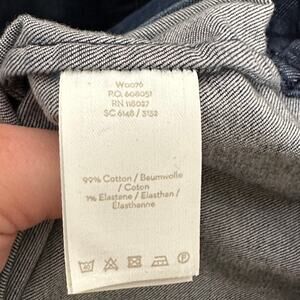 W0076
P.O. 608051
RN 118027
SC 6148 / 3132
99% Cotton / Baumwolle
/ Coton
1% Elastane / Elasthan /
Élasthanne